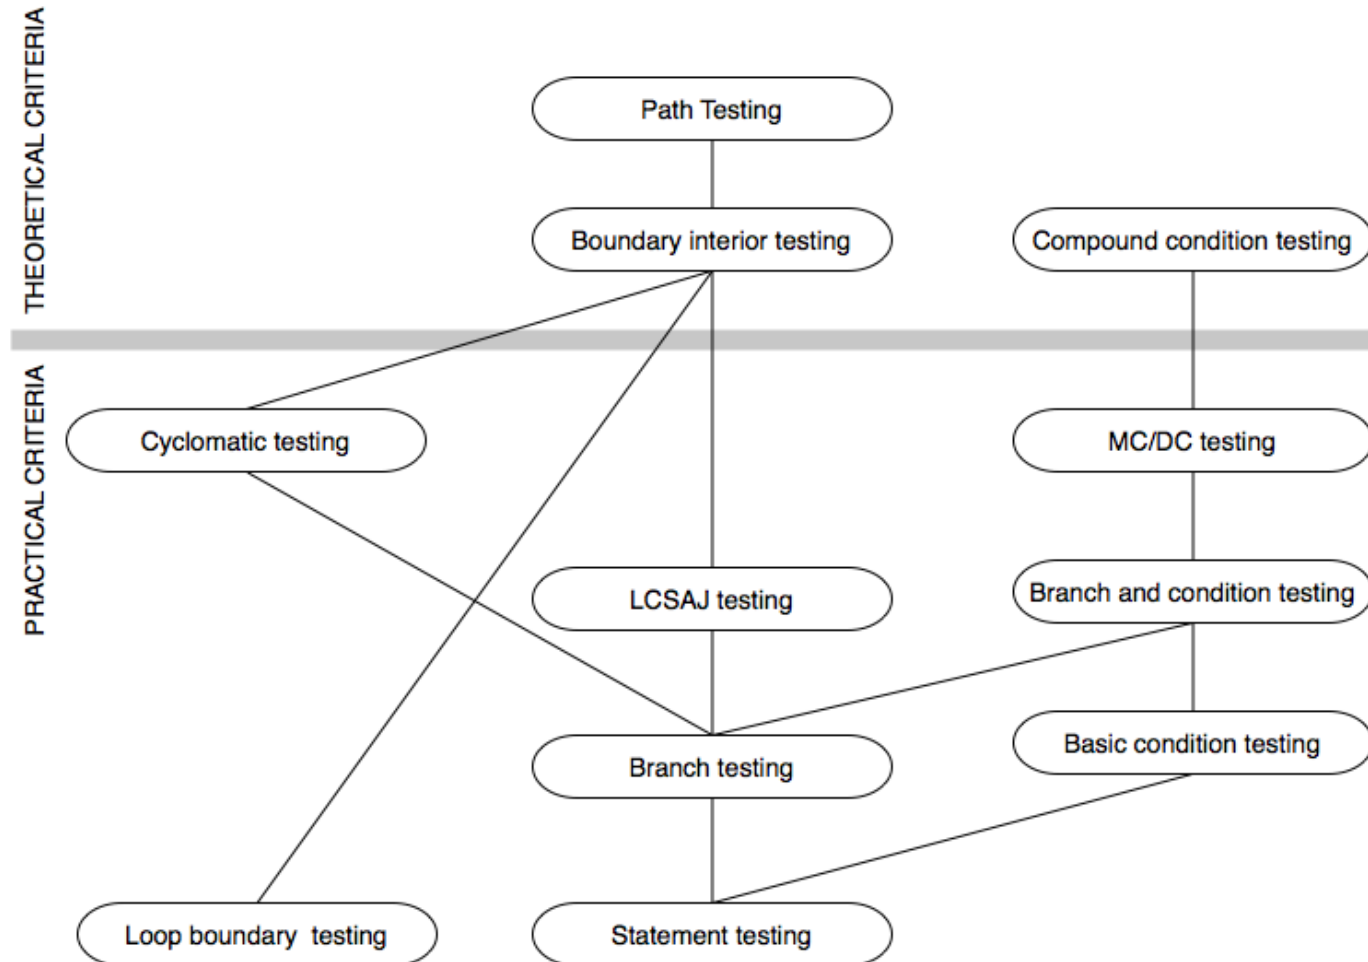 THEORETICAL CRITERIA
Path Testing
Boundary interior testing
Compound condition testing
PRACTICAL CRITERIA
Cyclomatic testing
MC/DC testing
LCSAJ testing
Branch and condition testing
Branch testing
Basic condition testing
Loop boundary  testing
Statement testing